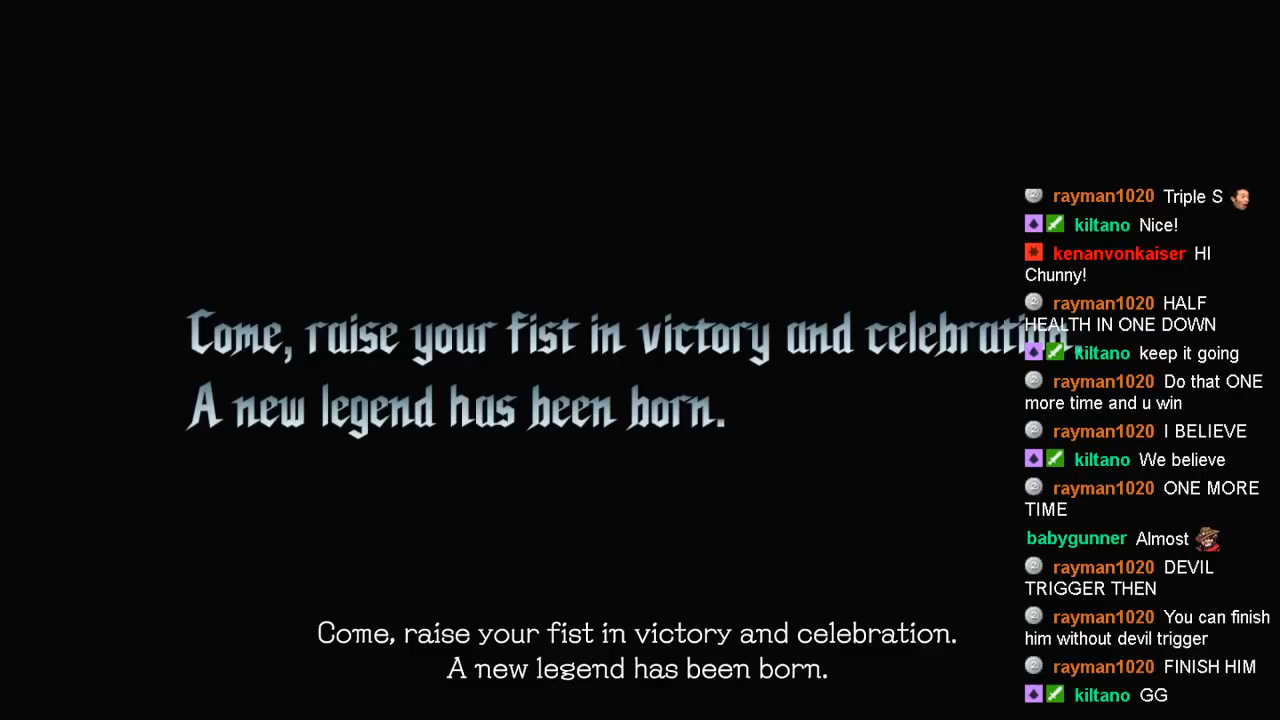 Come, raise your fist in victory and celebration.
A new legend has been born.
Come, raise your fist in victory and celebration.
A new legend has been born.
rayman1020 Triple S
kiltano Nice!
kenanvonkaiser HI
Chunny!
rayman1020 HALF
HEALTH IN ONE DOWN
kiltano keep it going
rayman1020 Do that ONE
more time and u win
rayman1020 I BELIEVE
kiltano We believe
rayman1020 ONE MORE
TIME
babygunner Almost
rayman1020 DEVIL
TRIGGER THEN
rayman1020 You can finish
him without devil trigger
rayman1020 FINISH HIM
kiltano GG